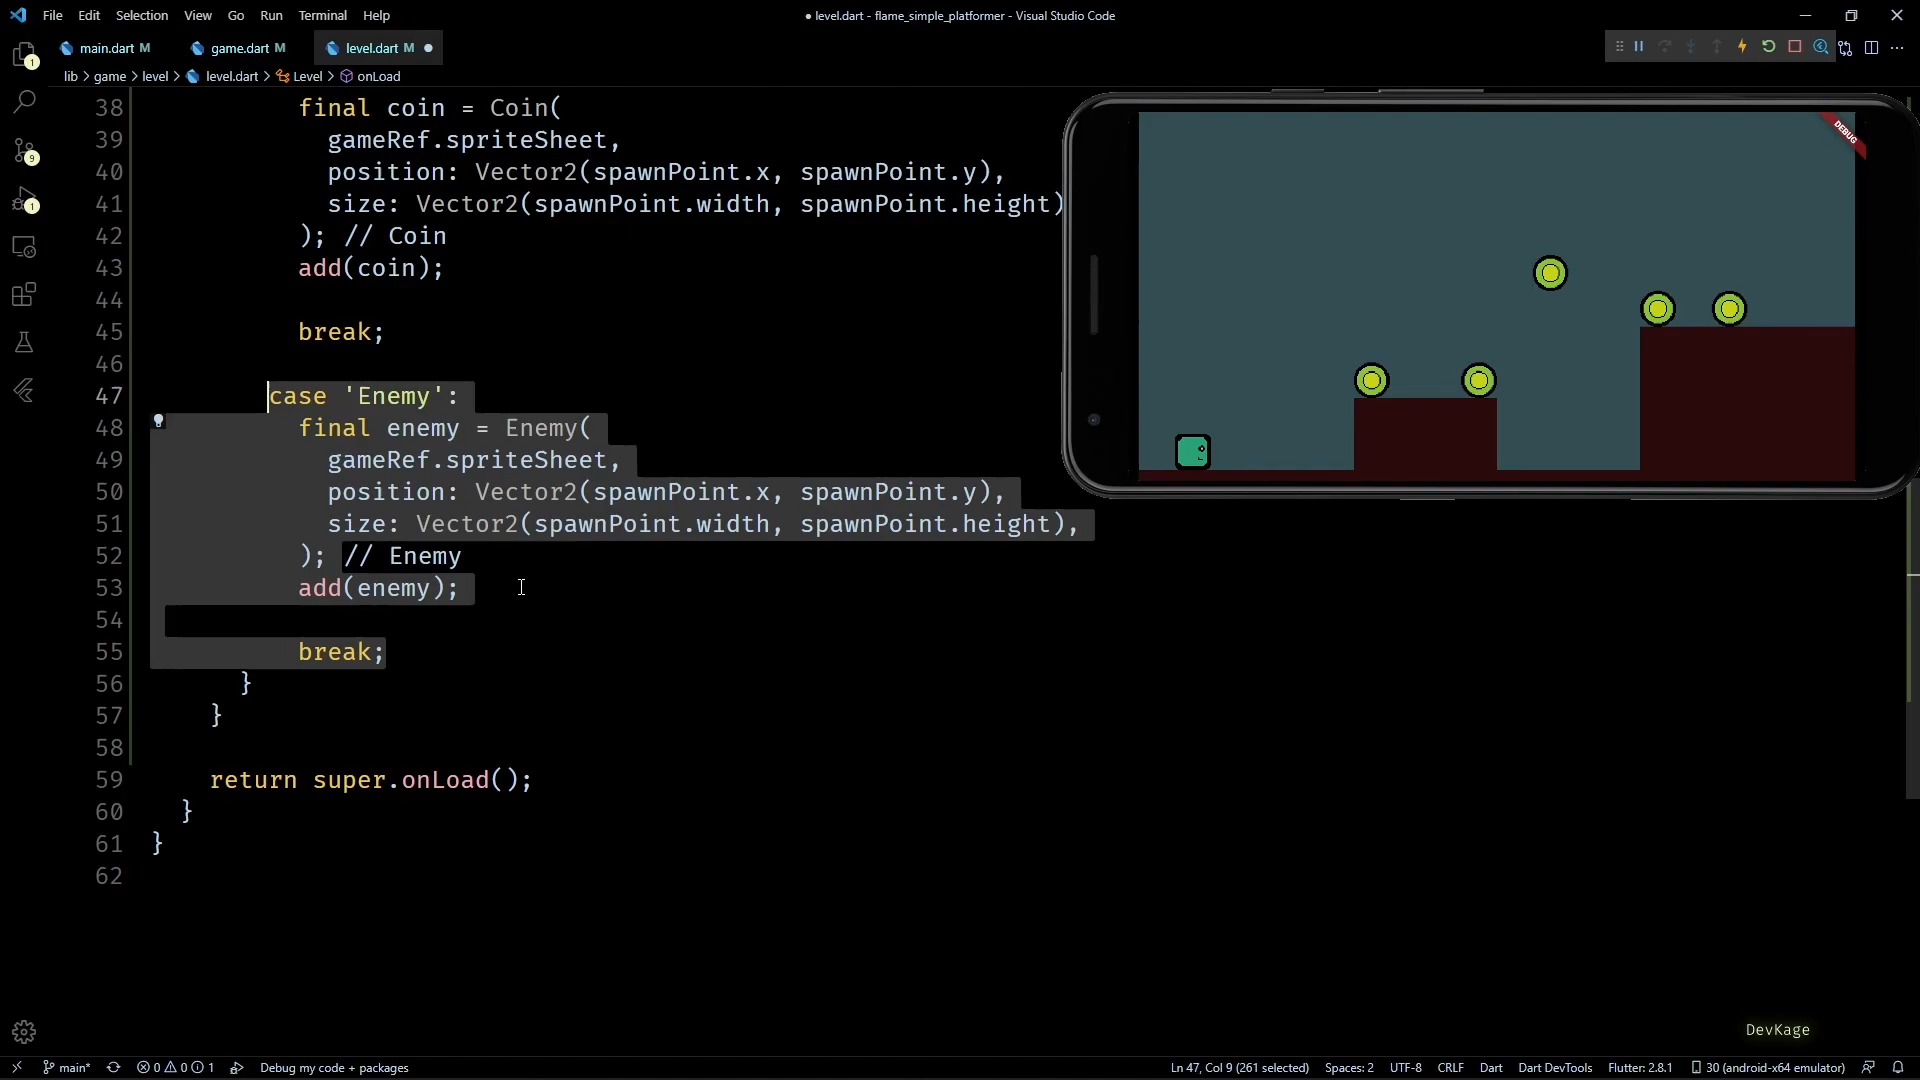 File Edit Selection View Go Run Terminal Help
● level.dart - flame_simple_platformer - Visual Studio Code
main.dart M
game.dart M
level.dart M
lib > game > level > level.dart > Level > onLoad
38 final coin = Coin(
39 gameRef.spriteSheet,
40 position: Vector2(spawnPoint.x, spawnPoint.y),
41 size: Vector2(spawnPoint.width, spawnPoint.height)
42 ); // Coin
43 add(coin);
44
45 break;
46
47 case 'Enemy':
48 final enemy = Enemy(
49 gameRef.spriteSheet,
50 position: Vector2(spawnPoint.x, spawnPoint.y),
51 size: Vector2(spawnPoint.width, spawnPoint.height),
52 ); // Enemy
53 add(enemy);
54
55 break;
56 }
57 }
58
59 return super.onLoad();
60 }
61 }
62
1
9
1
DEBUG
DevKage
main* 0 0 1 Debug my code + packages
Ln 47, Col 9 (261 selected) Spaces: 2 UTF-8 CRLF Dart Dart DevTools Flutter: 2.8.1 30 (android-x64 emulator)